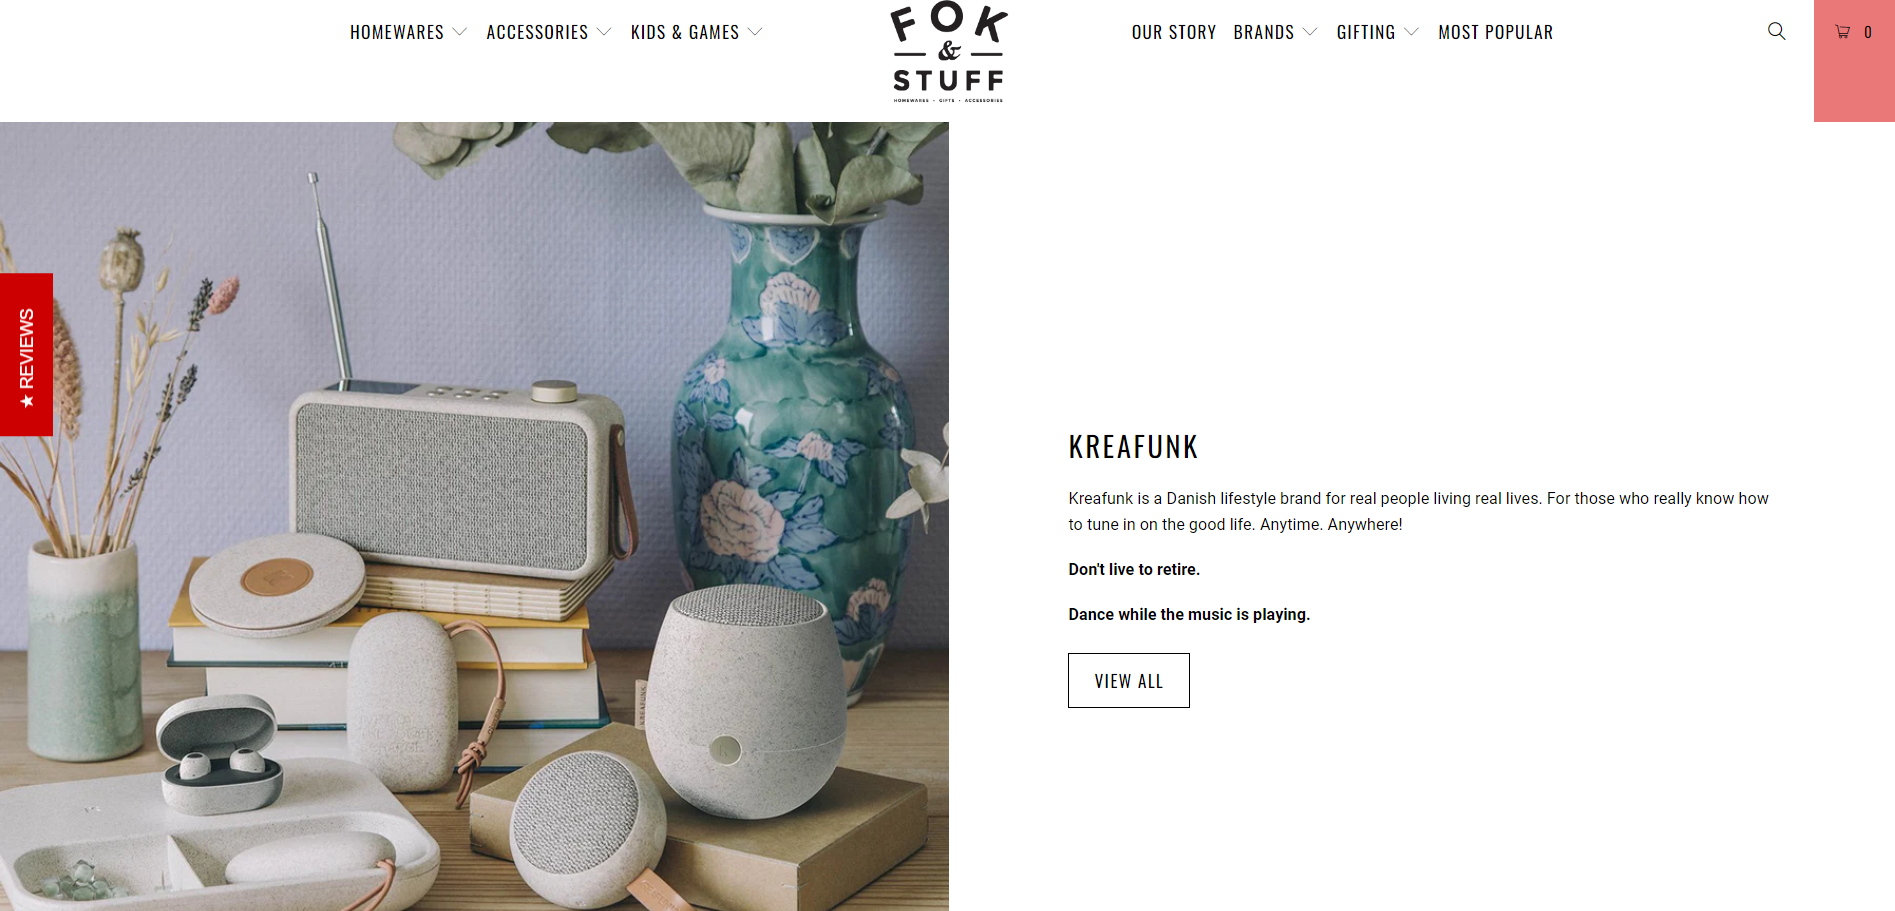 HOMEWARES
ACCESSORIES
KIDS & GAMES
FOK
&
STUFF
HOMEWARES · GIFTS · ACCESSORIES
OUR STORY
BRANDS
GIFTING
MOST POPULAR
0
★ REVIEWS
KREAFUNK
KREAFUNK
Kreafunk is a Danish lifestyle brand for real people living real lives. For those who really know how
to tune in on the good life. Anytime. Anywhere!
Don't live to retire.
Dance while the music is playing.
VIEW ALL